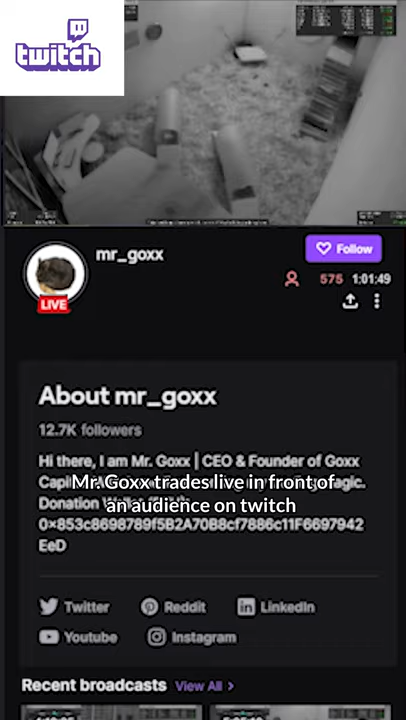 twitch
mr_goxx
Follow
LIVE
575 1:01:49
About mr_goxx
12.7K followers
Hi there, I am Mr. Goxx | CEO & Founder of Goxx
Mr. Goxx trades live in front of
an audience on twitch
Donation
0x853c8698789f5B2A70B8cf7886c11F6697942
EeD
Twitter Reddit LinkedIn
Youtube Instagram
Recent broadcasts View All